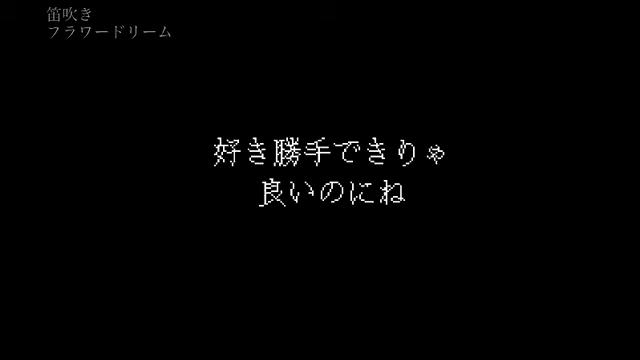 笛吹き
フラワードリーム
好き勝手できりゃ
良いのにね